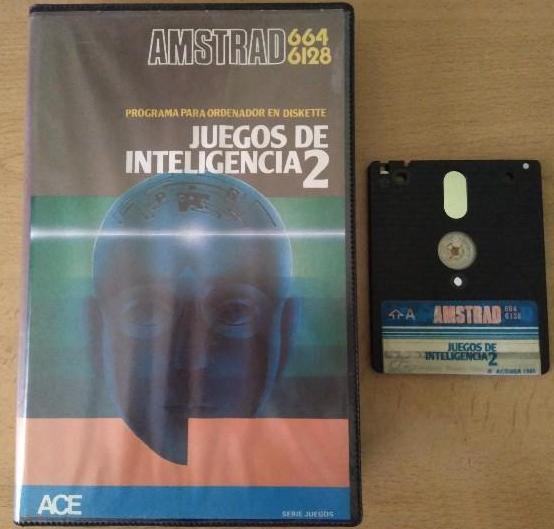 AMSTRAD 664
6128
PROGRAMA PARA ORDENADOR EN DISKETTE
JUEGOS DE
INTELIGENCIA 2
ACE
SERIE JUEGOS
A AMSTRAD 664
6128
JUEGOS DE
INTELIGENCIA 2